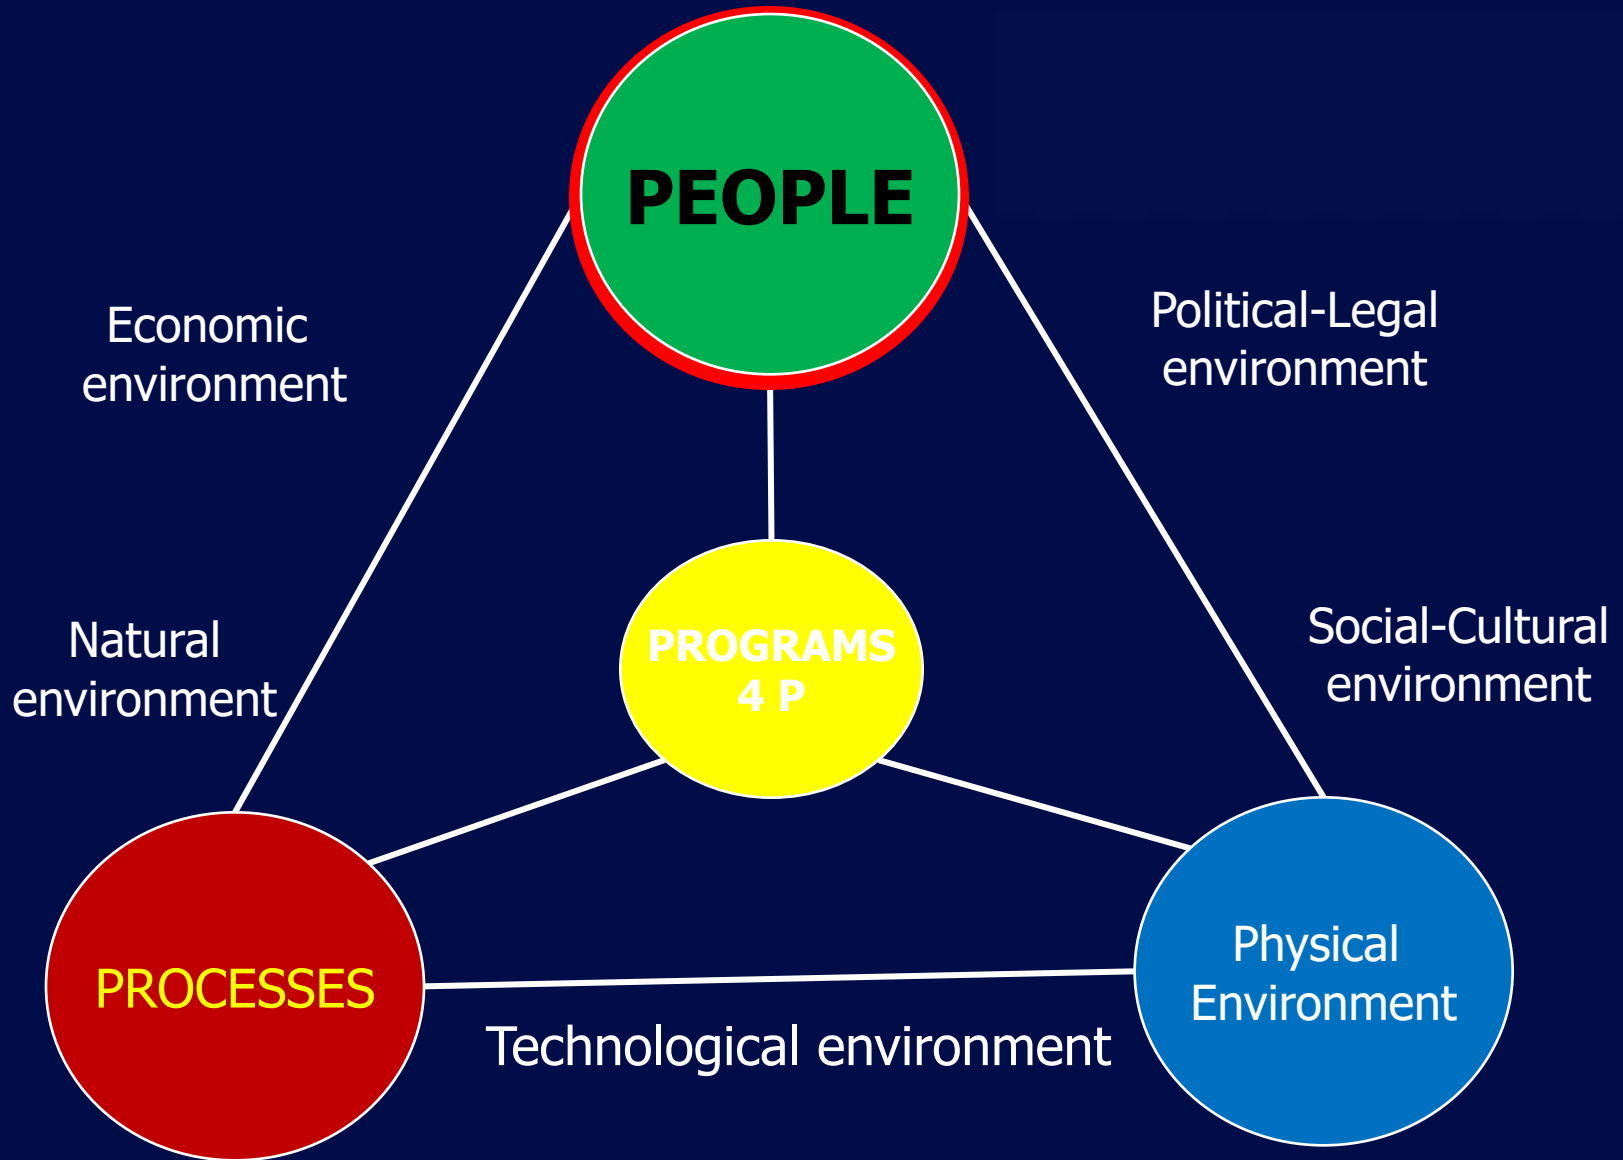 PEOPLE
Economic
environment
Political-Legal
environment
Natural
environment
PROGRAMS
4 P
Social-Cultural
environment
PROCESSES
Physical
Environment
Technological environment